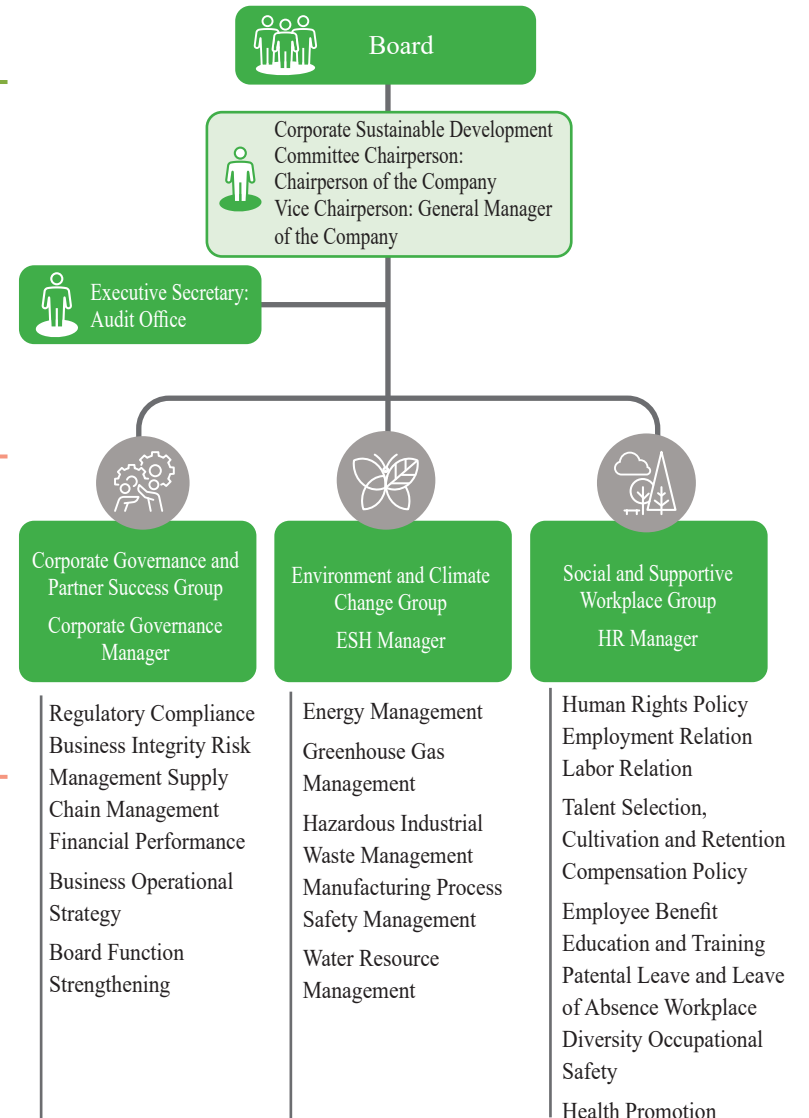 Board
Corporate Sustainable Development
Committee Chairperson:
Chairperson of the Company
Vice Chairperson: General Manager
of the Company
Executive Secretary:
Audit Office
Corporate Governance and
Partner Success Group
Corporate Governance
Manager
Environment and Climate
Change Group
ESH Manager
Social and Supportive
Workplace Group
HR Manager
Regulatory Compliance
Business Integrity Risk
Management Supply
Chain Management
Financial Performance
Business Operational
Strategy
Board Function
Strengthening
Energy Management
Greenhouse Gas
Management
Hazardous Industrial
Waste Management
Manufacturing Process
Safety Management
Water Resource
Management
Human Rights Policy
Employment Relation
Labor Relation
Talent Selection,
Cultivation and Retention
Compensation Policy
Employee Benefit
Education and Training
Patental Leave and Leave
of Absence Workplace
Diversity Occupational
Safety
Health Promotion